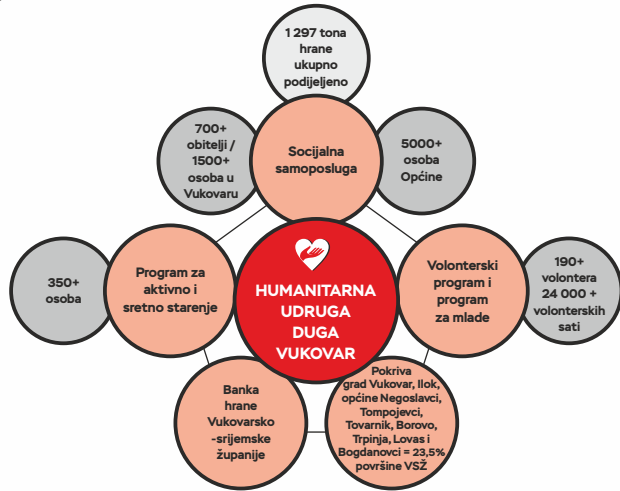 1 297 tona
hrane
ukupno
podijeljeno
700+
obitelji /
1500+
osoba u
Vukovaru
Socijalna
samoposluga
5000+
osoba
Općine
350+
osoba
Program za
aktivno i
sretno starenje
HUMANITARNA
UDRUGA
DUGA
VUKOVAR
Volonterski
program i
program
za mlade
190+
volontera
24 000 +
volonterskih
sati
Banka
hrane
Vukovarsko
-srijemske
županije
Pokriva
grad Vukovar, Ilok,
općine Negoslavci,
Tompojevci,
Tovarnik, Borovo,
Trpinja, Lovas i
Bogdanovci = 23,5%
površine VSŽ